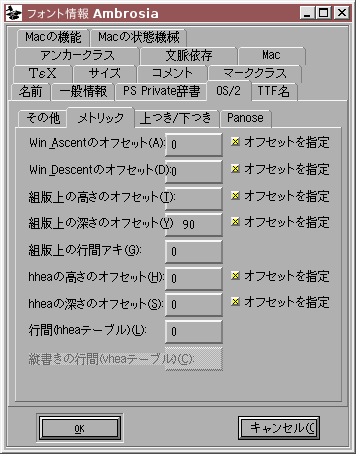 フォント情報 Ambrosia
Macの機能 Macの状態機械
アンカークラス 文脈依存 Mac
ΤεΧ サイズ コメント マーククラス
名前 一般情報 PS Private辞書 OS/2 TTF名
その他 メトリック 上つき/下つき Panose
Win Ascentのオフセット(A): 0 オフセットを指定
Win Descentのオフセット(D): 0 オフセットを指定
組版上の高さのオフセット(T): 0 オフセットを指定
組版上の深さのオフセット(Y) 90 オフセットを指定
組版上の行間アキ(G): 0
hheaの高さのオフセット(H): 0 オフセットを指定
hheaの深さのオフセット(S): 0 オフセットを指定
行間(hheaテーブル)(L): 0
縦書きの行間(vheaテーブル)(C): 0
OK キャンセル(C